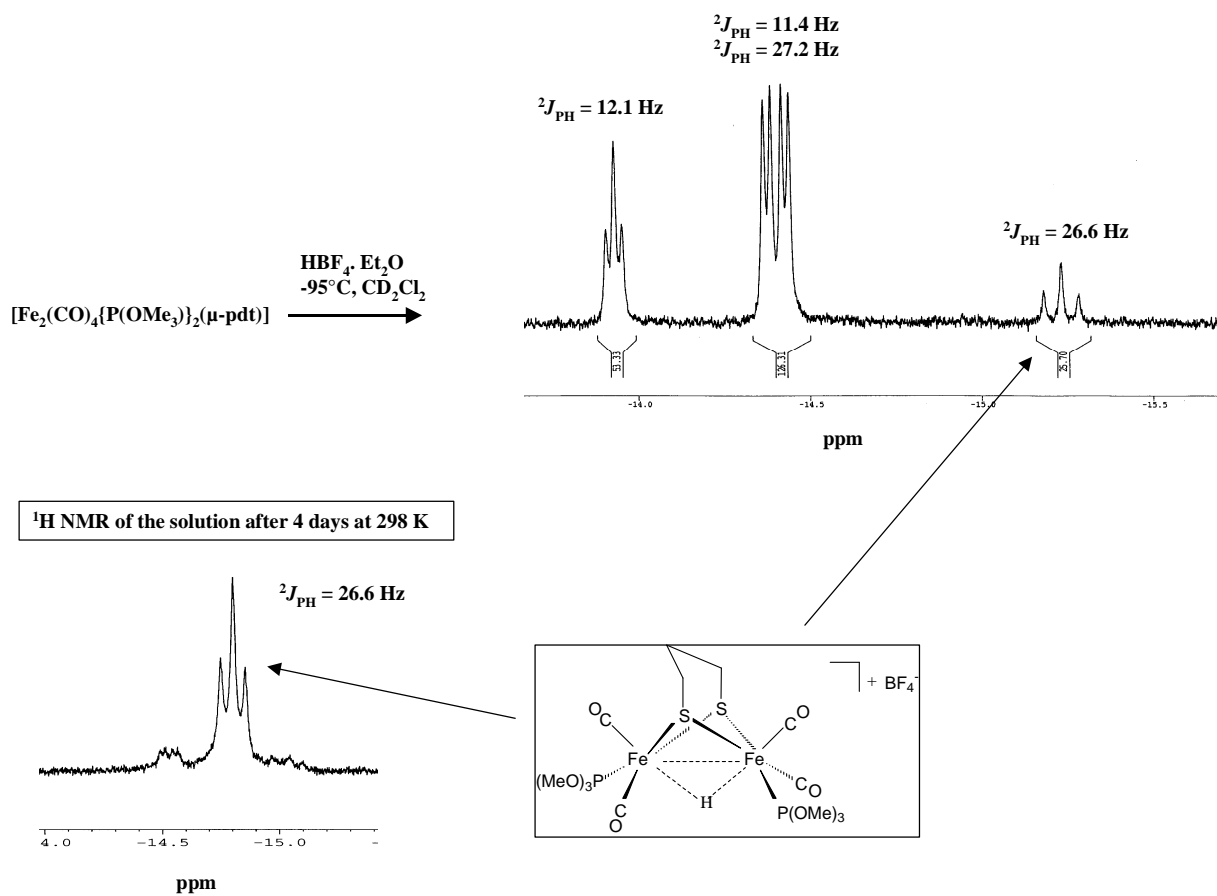 ²J_PH = 11.4 Hz
²J_PH = 27.2 Hz
²J_PH = 12.1 Hz
²J_PH = 26.6 Hz
HBF₄. Et₂O
-95°C, CD₂Cl₂
[Fe₂(CO)₄{P(OMe₃)}₂(μ-pdt)]
53.33
126.31
25.70
-14.0 -14.5 -15.0 -15.5
ppm
¹H NMR of the solution after 4 days at 298 K
²J_PH = 26.6 Hz
+ BF₄⁻
S S
OC CO
Fe Fe
(MeO)₃P CO
H
CO P(OMe)₃
4.0 -14.5 -15.0 -
ppm